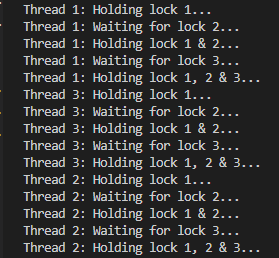 Thread 1: Holding lock 1...
Thread 1: Waiting for lock 2...
Thread 1: Holding lock 1 & 2...
Thread 1: Waiting for lock 3...
Thread 1: Holding lock 1, 2 & 3...
Thread 3: Holding lock 1...
Thread 3: Waiting for lock 2...
Thread 3: Holding lock 1 & 2...
Thread 3: Waiting for lock 3...
Thread 3: Holding lock 1, 2 & 3...
Thread 2: Holding lock 1...
Thread 2: Waiting for lock 2...
Thread 2: Holding lock 1 & 2...
Thread 2: Waiting for lock 3...
Thread 2: Holding lock 1, 2 & 3...